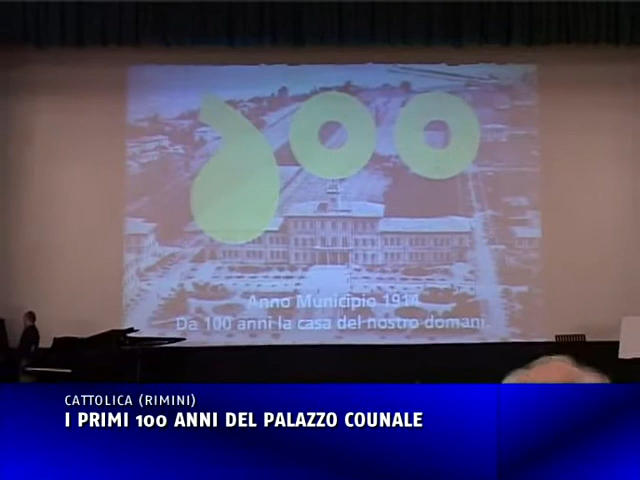 100
Anno Municipio 1914
Da 100 anni la casa del nostro domani.
CATTOLICA (RIMINI)
I PRIMI 100 ANNI DEL PALAZZO COUNALE